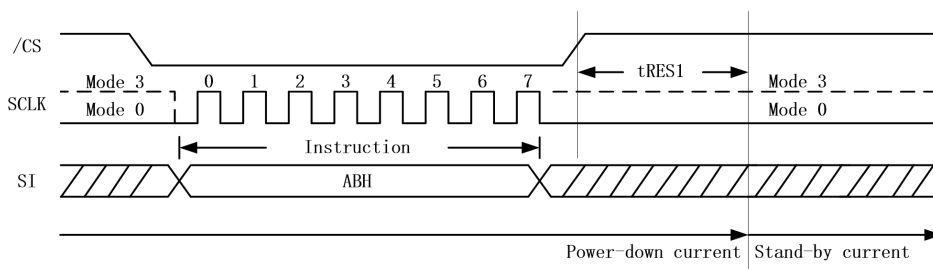 /CS
tRES1
Mode 3 0 1 2 3 4 5 6 7 Mode 3
SCLK
Mode 0 Mode 0
Instruction
SI ABH
Power-down current Stand-by current